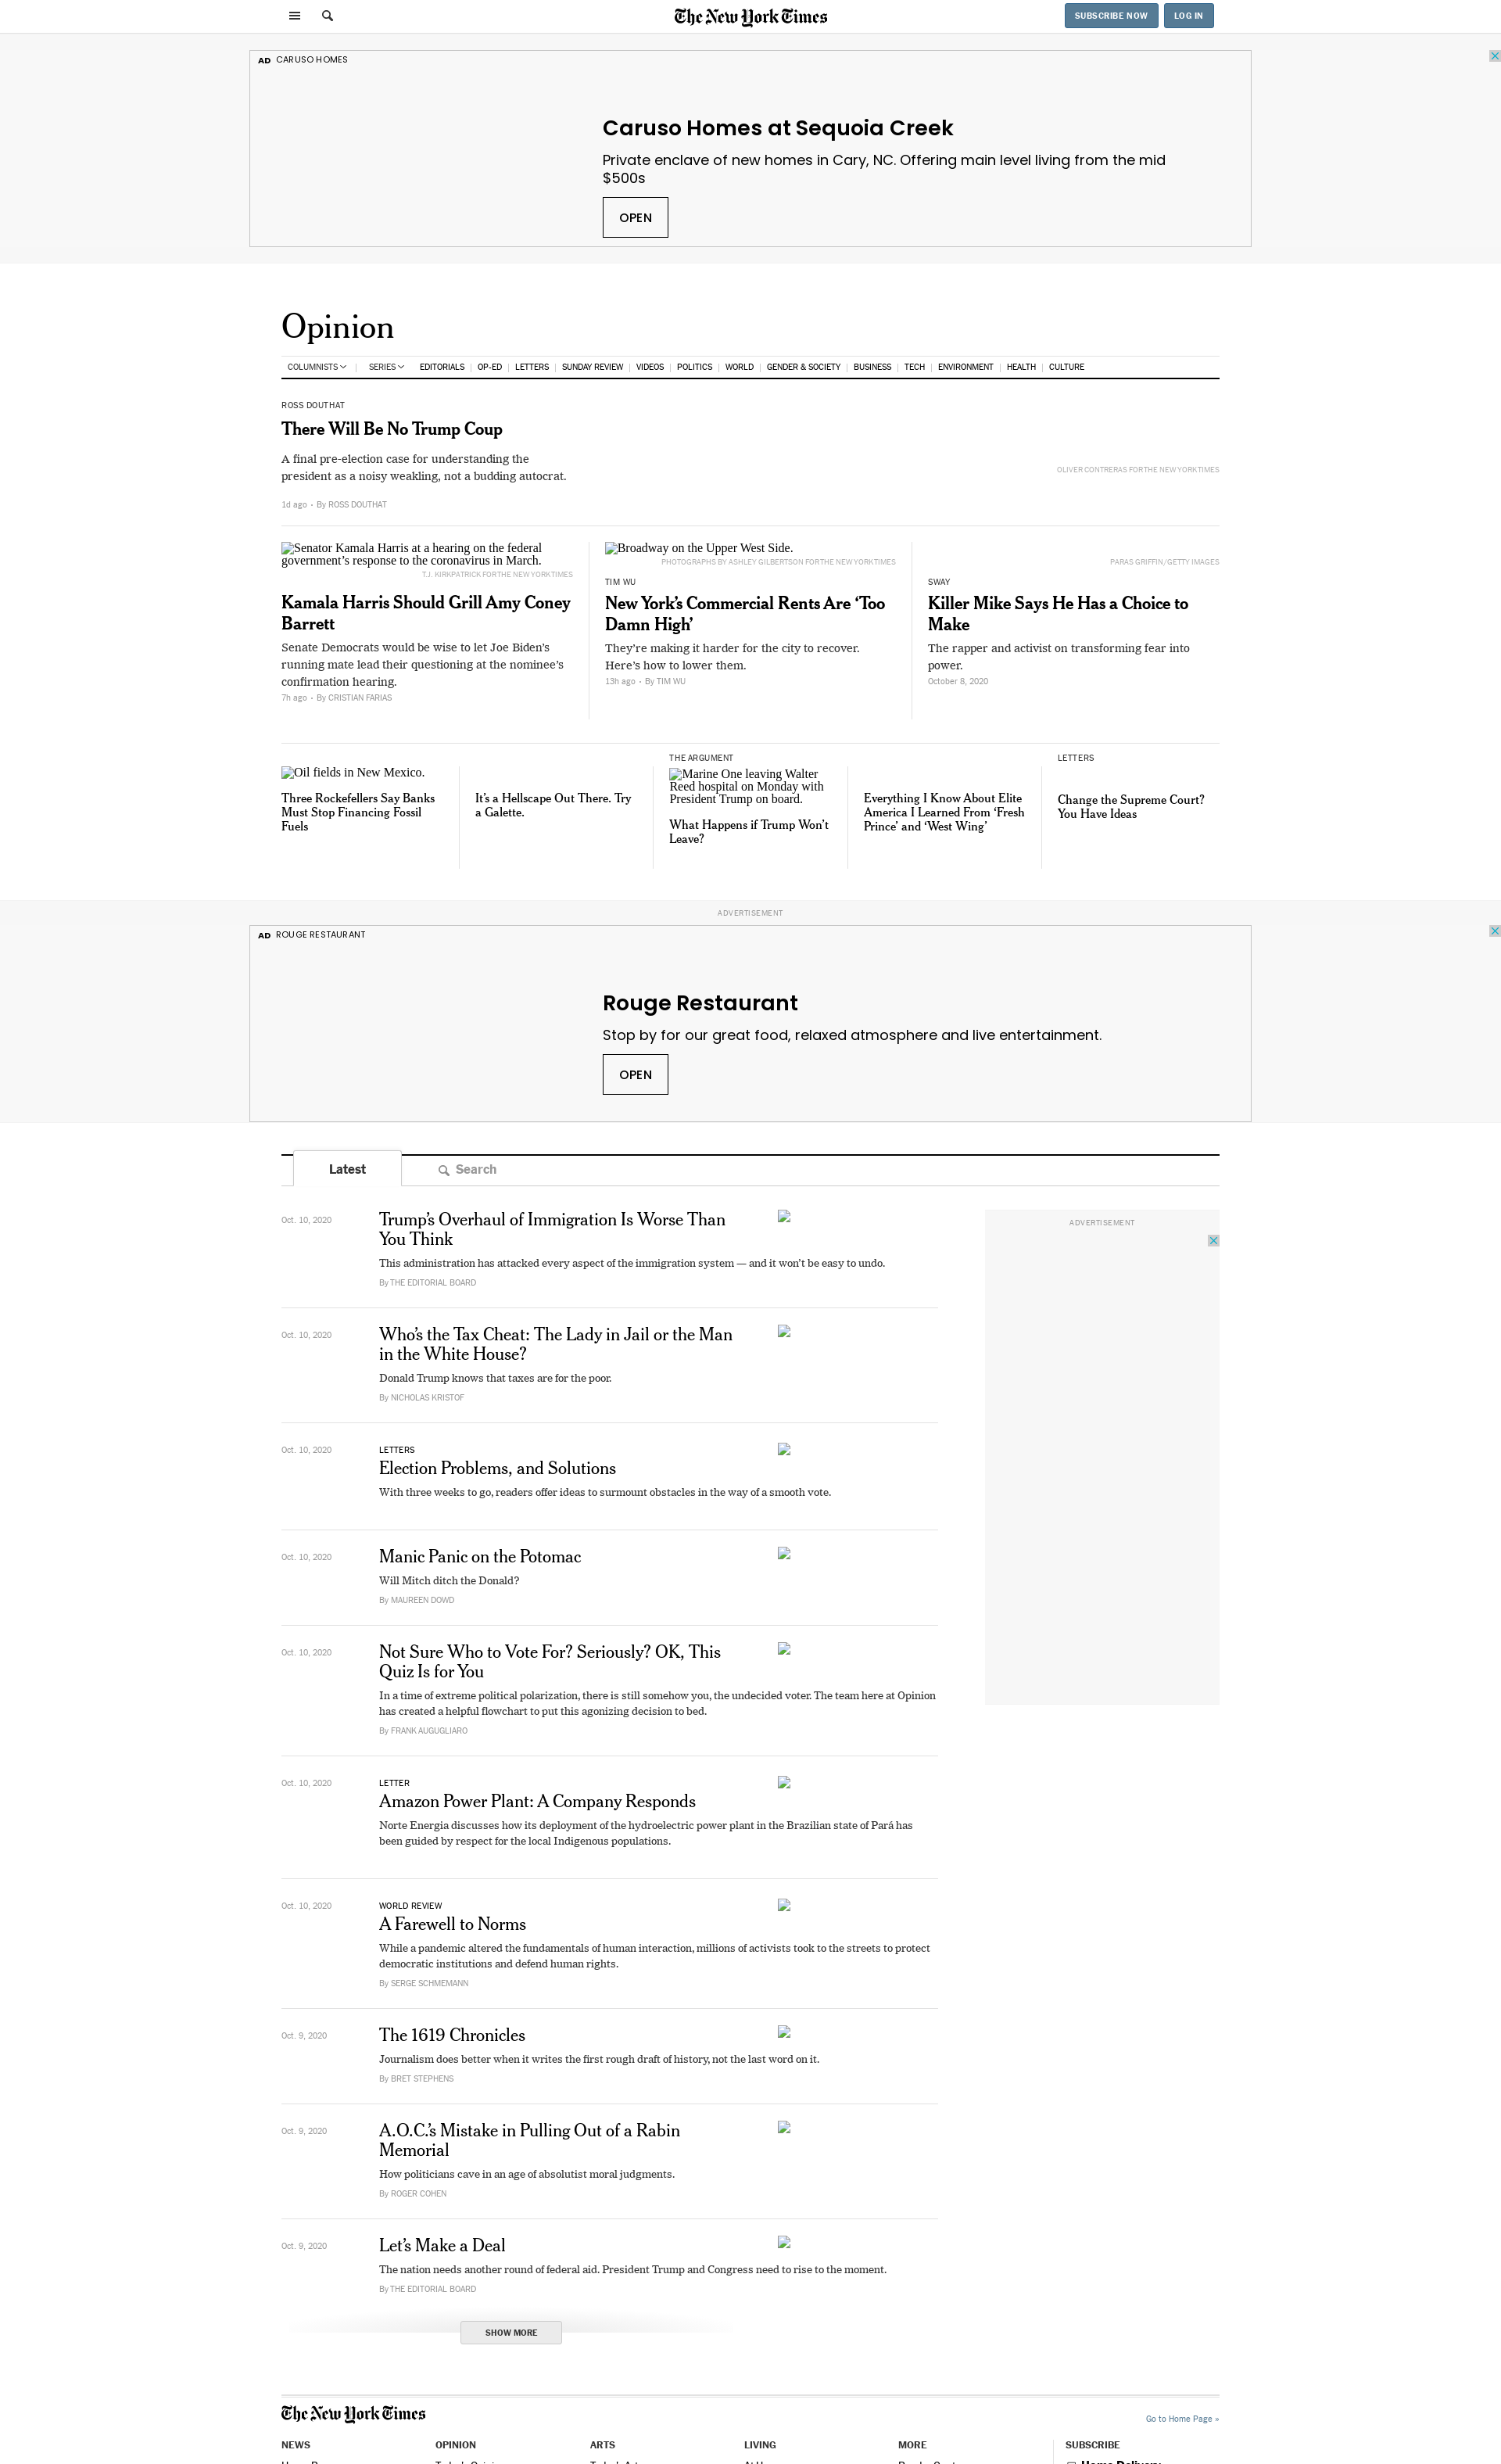 The New York Times
SUBSCRIBE NOW
LOG IN
AD CARUSO HOMES
Caruso Homes at Sequoia Creek
Private enclave of new homes in Cary, NC. Offering main level living from the mid
$500s
OPEN
Opinion
COLUMNISTS | SERIES EDITORIALS | OP-ED | LETTERS | SUNDAY REVIEW | VIDEOS | POLITICS | WORLD | GENDER & SOCIETY | BUSINESS | TECH | ENVIRONMENT | HEALTH | CULTURE
ROSS DOUTHAT
There Will Be No Trump Coup
A final pre-election case for understanding the
president as a noisy weakling, not a budding autocrat.
1d ago • By ROSS DOUTHAT
OLIVER CONTRERAS FOR THE NEW YORK TIMES
Senator Kamala Harris at a hearing on the federal
government’s response to the coronavirus in March.
T.J. KIRKPATRICK FOR THE NEW YORK TIMES
Kamala Harris Should Grill Amy Coney
Barrett
Senate Democrats would be wise to let Joe Biden’s
running mate lead their questioning at the nominee’s
confirmation hearing.
7h ago • By CRISTIAN FARIAS
Broadway on the Upper West Side.
PHOTOGRAPHS BY ASHLEY GILBERTSON FOR THE NEW YORK TIMES
TIM WU
New York’s Commercial Rents Are ‘Too
Damn High’
They’re making it harder for the city to recover.
Here’s how to lower them.
13h ago • By TIM WU
PARAS GRIFFIN/GETTY IMAGES
SWAY
Killer Mike Says He Has a Choice to
Make
The rapper and activist on transforming fear into
power.
October 8, 2020
Oil fields in New Mexico.
Three Rockefellers Say Banks
Must Stop Financing Fossil
Fuels
It’s a Hellscape Out There. Try
a Galette.
THE ARGUMENT
Marine One leaving Walter
Reed hospital on Monday with
President Trump on board.
What Happens if Trump Won’t
Leave?
Everything I Know About Elite
America I Learned From ‘Fresh
Prince’ and ‘West Wing’
LETTERS
Change the Supreme Court?
You Have Ideas
ADVERTISEMENT
AD ROUGE RESTAURANT
Rouge Restaurant
Stop by for our great food, relaxed atmosphere and live entertainment.
OPEN
Latest
Search
ADVERTISEMENT
Oct. 10, 2020
Trump’s Overhaul of Immigration Is Worse Than
You Think
This administration has attacked every aspect of the immigration system — and it won’t be easy to undo.
By THE EDITORIAL BOARD
Oct. 10, 2020
Who’s the Tax Cheat: The Lady in Jail or the Man
in the White House?
Donald Trump knows that taxes are for the poor.
By NICHOLAS KRISTOF
Oct. 10, 2020
LETTERS
Election Problems, and Solutions
With three weeks to go, readers offer ideas to surmount obstacles in the way of a smooth vote.
Oct. 10, 2020
Manic Panic on the Potomac
Will Mitch ditch the Donald?
By MAUREEN DOWD
Oct. 10, 2020
Not Sure Who to Vote For? Seriously? OK, This
Quiz Is for You
In a time of extreme political polarization, there is still somehow you, the undecided voter. The team here at Opinion
has created a helpful flowchart to put this agonizing decision to bed.
By FRANK AUGUGLIARO
Oct. 10, 2020
LETTER
Amazon Power Plant: A Company Responds
Norte Energia discusses how its deployment of the hydroelectric power plant in the Brazilian state of Pará has
been guided by respect for the local Indigenous populations.
Oct. 10, 2020
WORLD REVIEW
A Farewell to Norms
While a pandemic altered the fundamentals of human interaction, millions of activists took to the streets to protect
democratic institutions and defend human rights.
By SERGE SCHMEMANN
Oct. 9, 2020
The 1619 Chronicles
Journalism does better when it writes the first rough draft of history, not the last word on it.
By BRET STEPHENS
Oct. 9, 2020
A.O.C.’s Mistake in Pulling Out of a Rabin
Memorial
How politicians cave in an age of absolutist moral judgments.
By ROGER COHEN
Oct. 9, 2020
Let’s Make a Deal
The nation needs another round of federal aid. President Trump and Congress need to rise to the moment.
By THE EDITORIAL BOARD
SHOW MORE
The New York Times
Go to Home Page »
NEWS
OPINION
ARTS
LIVING
MORE
SUBSCRIBE